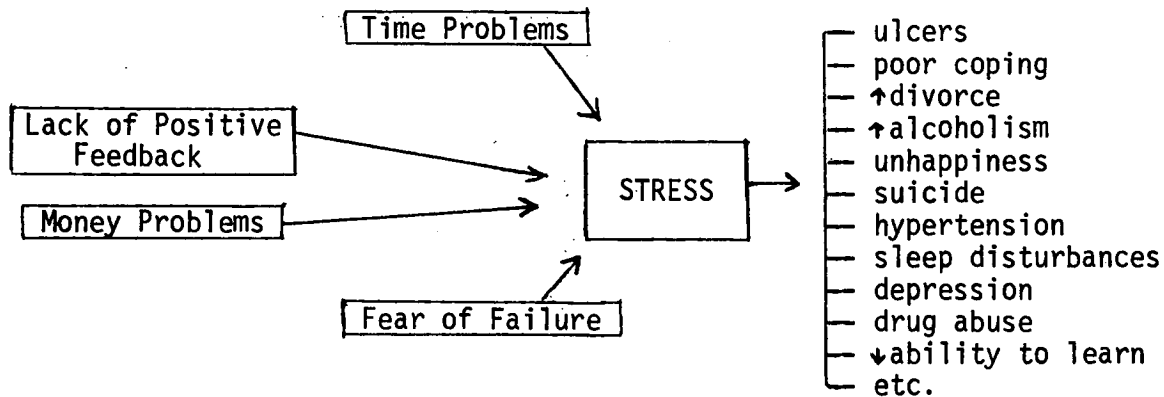 Time Problems
Lack of Positive
Feedback
Money Problems
Fear of Failure
STRESS
ulcers
poor coping
↑divorce
↑alcoholism
unhappiness
suicide
hypertension
sleep disturbances
depression
drug abuse
↓ability to learn
etc.